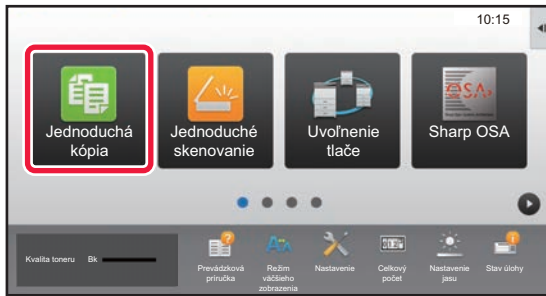 10:15
Jednoduchá
kópia
Jednoduché
skenovanie
Uvoľnenie
tlače
OSA
Sharp OSA
Kvalita toneru Bk
Prevádzková
príručka
Režim
väčšieho
zobrazenia
Nastavenie
Celkový
počet
Nastavenie
jasu
Stav úlohy